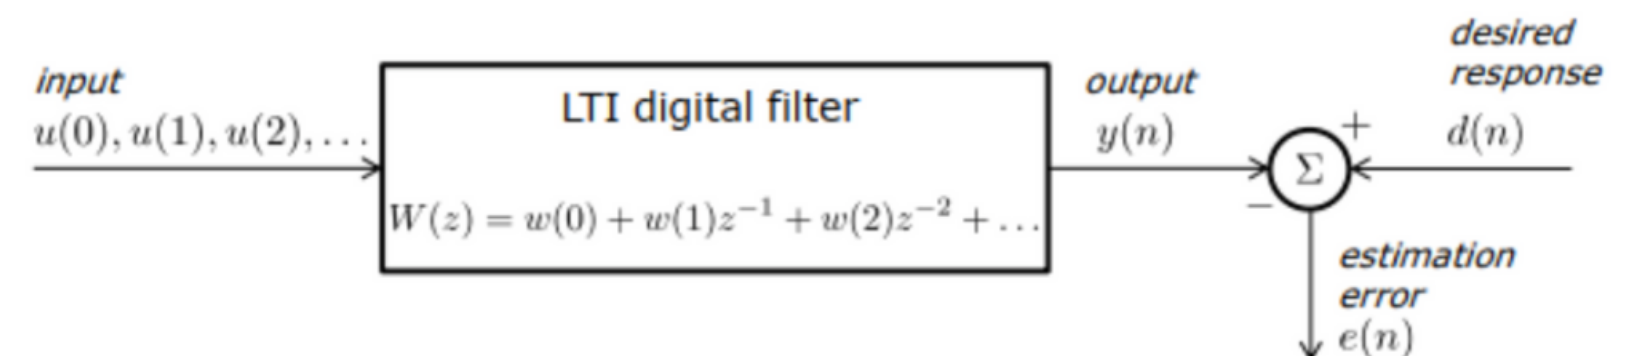 input
u(0), u(1), u(2), . . .
LTI digital filter
W(z) = w(0) + w(1)z⁻¹ + w(2)z⁻² + . . .
output
y(n)
+
−
Σ
desired
response
d(n)
estimation
error
e(n)